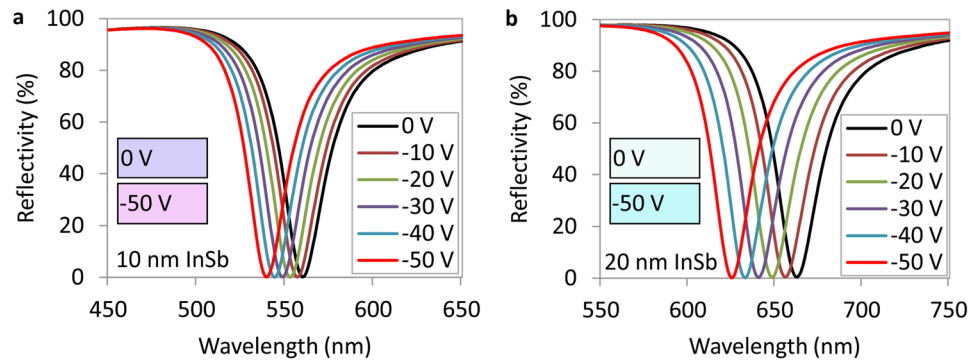 a
100
80
60
40
20
0
Reflectivity (%)
0 V
-50 V
10 nm InSb
0 V
-10 V
-20 V
-30 V
-40 V
-50 V
450 500 550 600 650
Wavelength (nm)
b
100
80
60
40
20
0
Reflectivity (%)
0 V
-50 V
20 nm InSb
0 V
-10 V
-20 V
-30 V
-40 V
-50 V
550 600 650 700 750
Wavelength (nm)